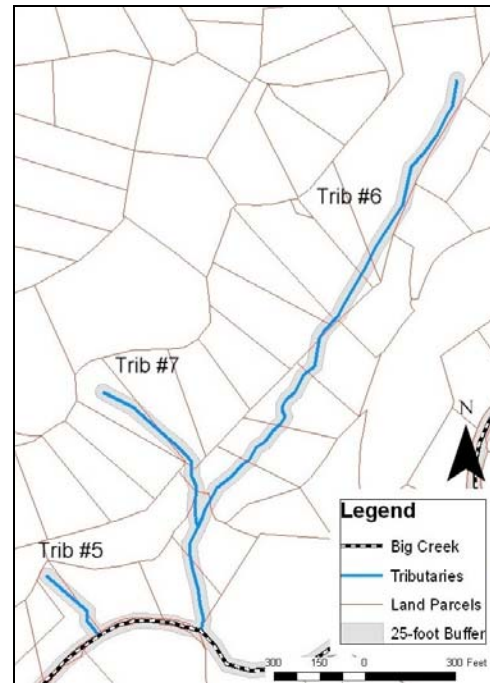 Trib #6
Trib #7
N
Trib #5
Legend
Big Creek
Tributaries
Land Parcels
25-foot Buffer
300 150 0 300 Feet